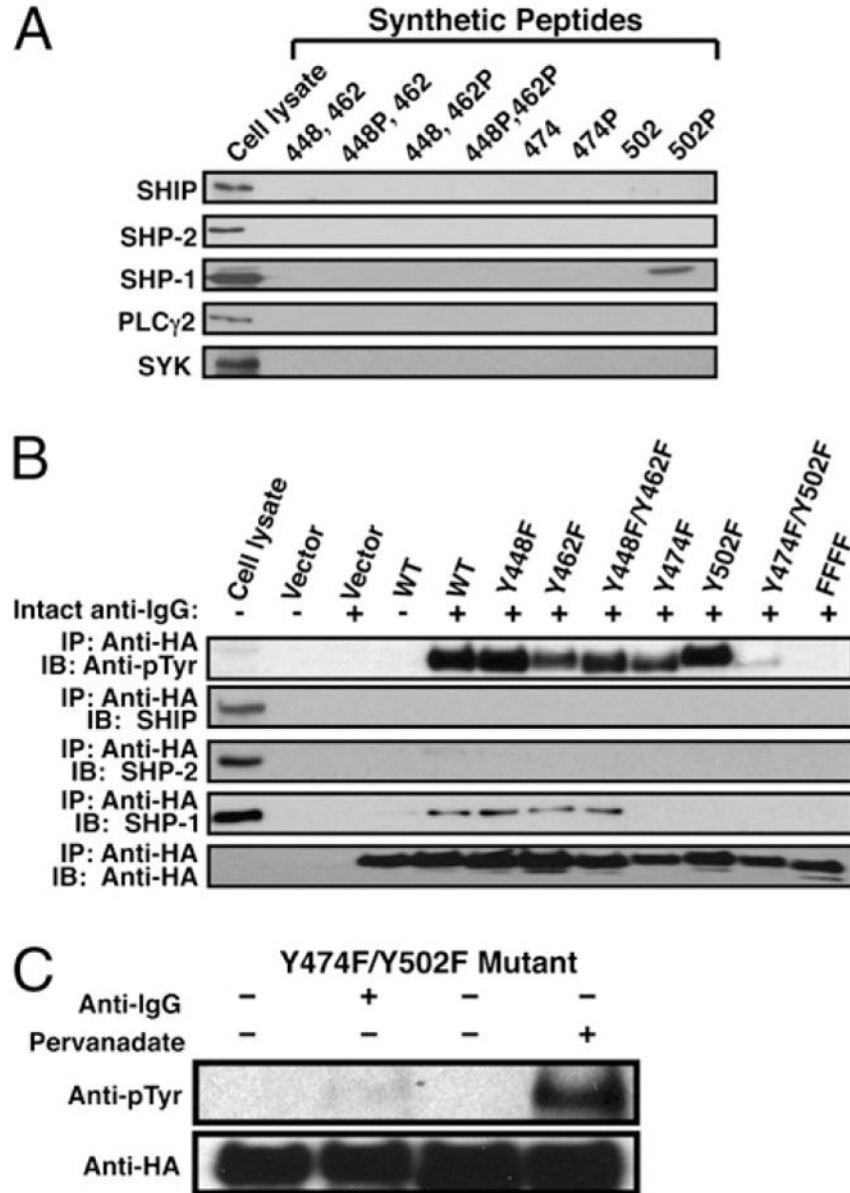 A
Synthetic Peptides
Cell lysate 448, 462 448P, 462 448, 462P 448P,462P 474 474P 502 502P
SHIP
SHP-2
SHP-1
PLCγ2
SYK
B
Cell lysate Vector Vector WT WT Y448F Y462F Y448F/Y462F Y474F Y502F Y474F/Y502F FFFF
Intact anti-IgG: - - + - + + + + + + + +
IP: Anti-HA
IB: Anti-pTyr
IP: Anti-HA
IB: SHIP
IP: Anti-HA
IB: SHP-2
IP: Anti-HA
IB: SHP-1
IP: Anti-HA
IB: Anti-HA
C
Y474F/Y502F Mutant
Anti-IgG - + - -
Pervanadate - - - +
Anti-pTyr
Anti-HA